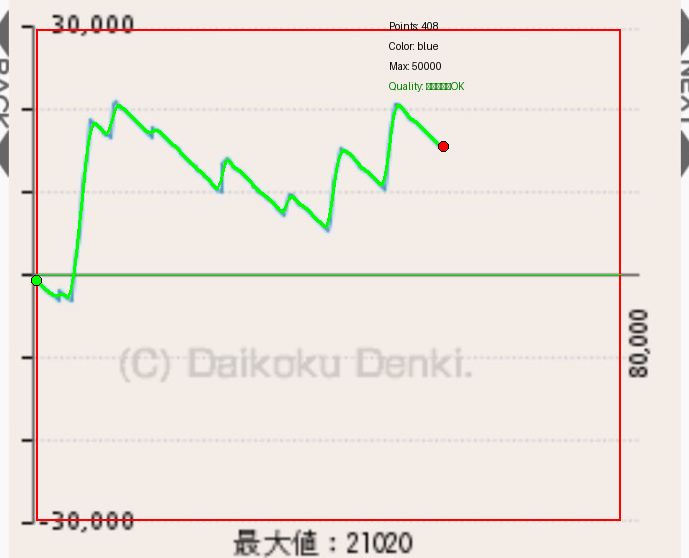 30,000
Points: 408
Color: blue
Max: 50000
Quality: OK
BACK
NEXT
80,000
(C) Daikoku Denki.
-30,000
最大値：21020